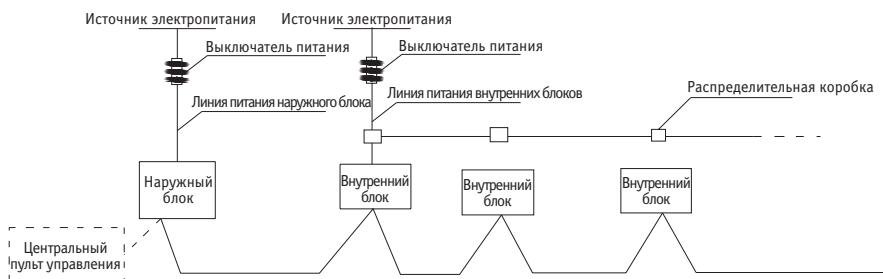 Источник электропитания
Источник электропитания
Выключатель питания
Выключатель питания
Распределительная коробка
Линия питания наружного блока
Линия питания внутренних блоков
Наружный
блок
Внутренний
блок
Внутренний
блок
Внутренний
блок
Центральный
пульт управления